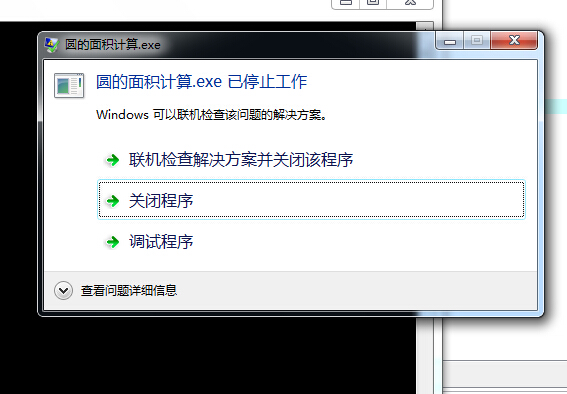 圆的面积计算.exe
圆的面积计算.exe 已停止工作
Windows 可以联机检查该问题的解决方案。
联机检查解决方案并关闭该程序
关闭程序
调试程序
查看问题详细信息